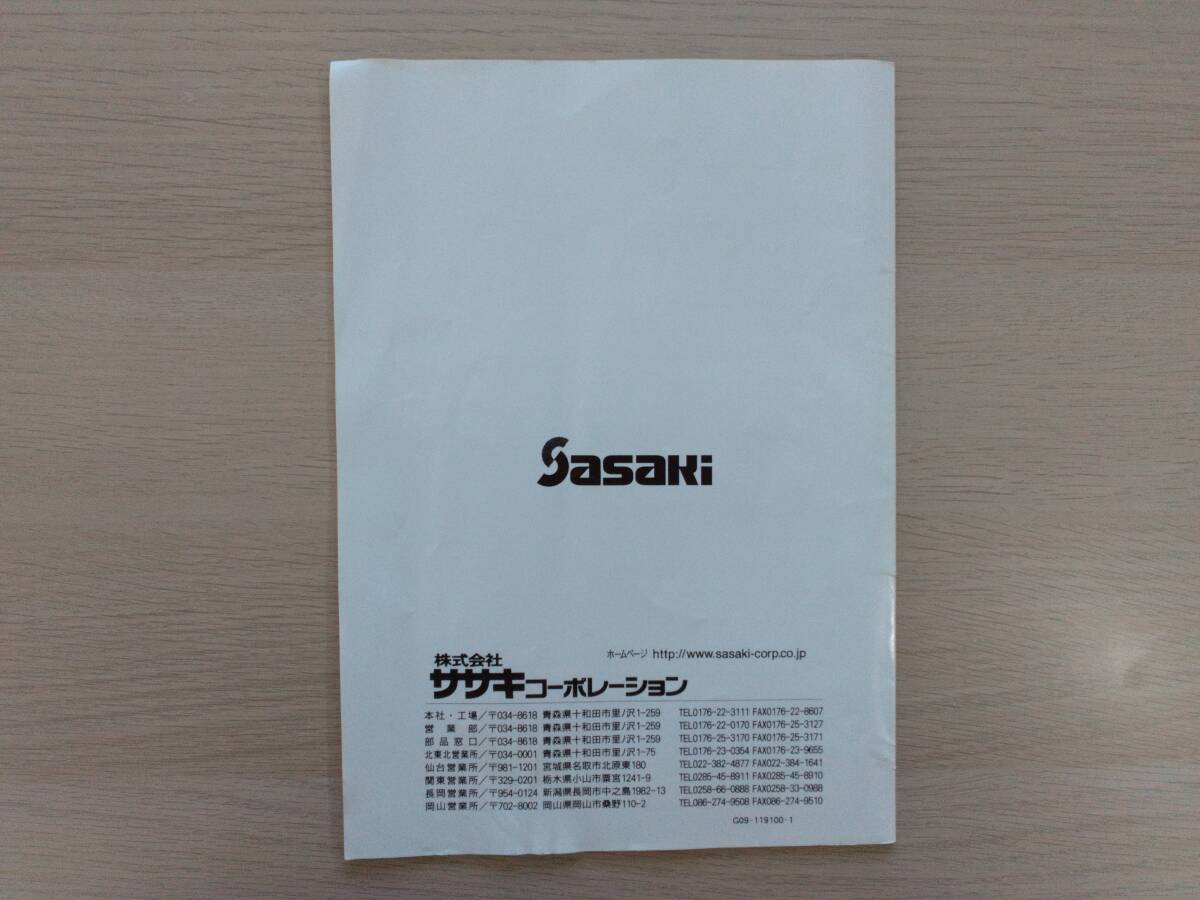 Sasaki
ホームページ http://www.sasaki-corp.co.jp
株式会社
ササキコーポレーション
本社・工場/〒034-8618 青森県十和田市里ノ沢1-259 TEL0176-22-3111 FAX0176-22-8607
営業部/〒034-8618 青森県十和田市里ノ沢1-259 TEL0176-22-0170 FAX0176-25-3127
部品窓口/〒034-8618 青森県十和田市里ノ沢1-259 TEL0176-25-3170 FAX0176-25-3171
北東北営業所/〒034-0001 青森県十和田市里ノ沢1-75 TEL0176-23-0354 FAX0176-23-9655
仙台営業所/〒981-1201 宮城県名取市北原東180 TEL022-382-4877 FAX022-384-1641
関東営業所/〒329-0201 栃木県小山市粟宮1241-9 TEL0285-45-8911 FAX0285-45-8910
長岡営業所/〒954-0124 新潟県長岡市中之島1982-13 TEL0258-66-0888 FAX0258-33-0988
岡山営業所/〒702-8002 岡山県岡山市桑野110-2 TEL086-274-9508 FAX086-274-9510
G09-119100-1